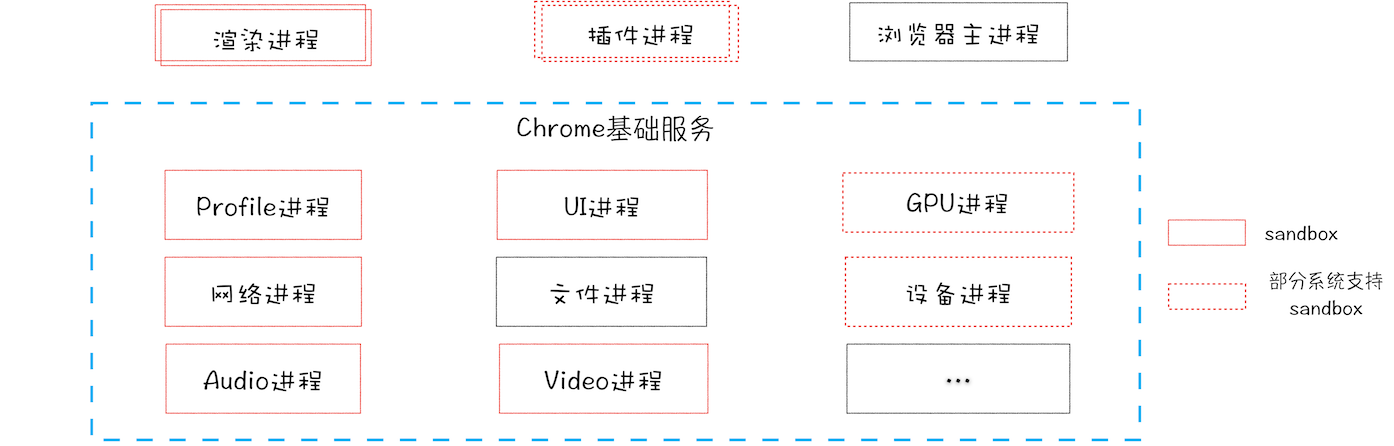 渲染进程
插件进程
浏览器主进程
Chrome基础服务
Profile进程
UI进程
GPU进程
网络进程
文件进程
设备进程
Audio进程
Video进程
...
sandbox
部分系统支持
sandbox